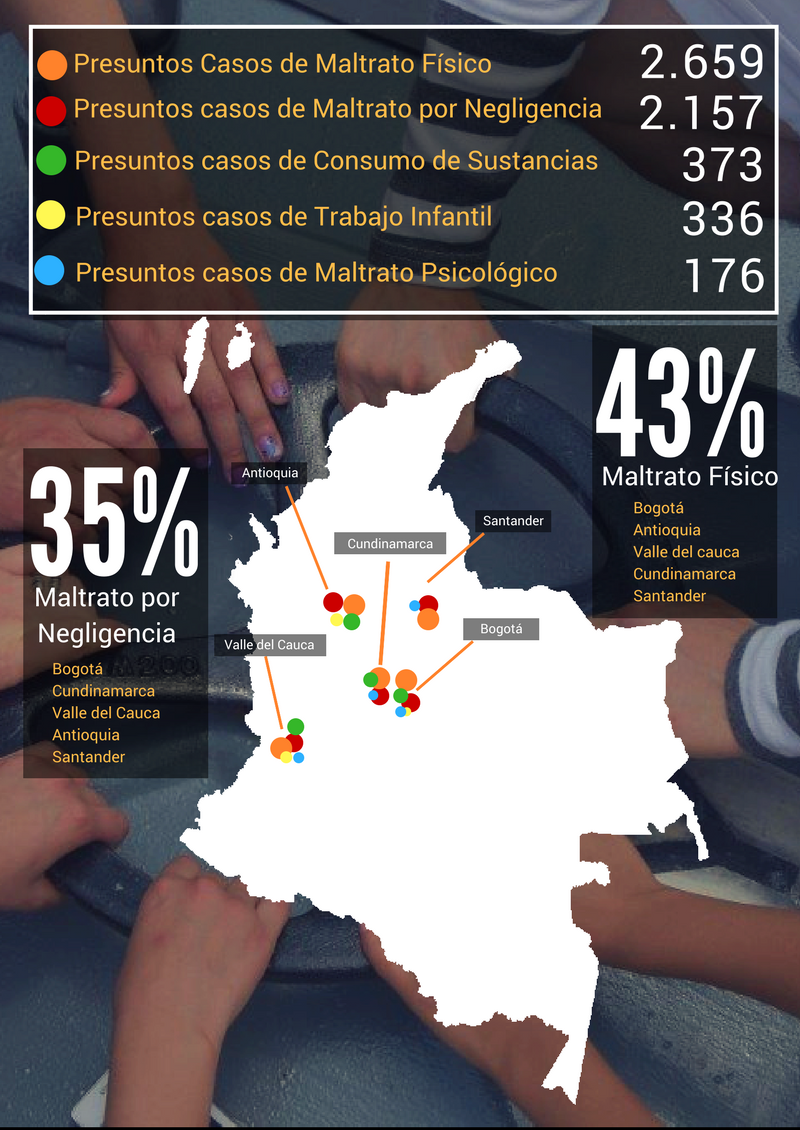 Presuntos Casos de Maltrato Físico 2.659
Presuntos casos de Maltrato por Negligencia 2.157
Presuntos casos de Consumo de Sustancias 373
Presuntos casos de Trabajo Infantil 336
Presuntos casos de Maltrato Psicológico 176
43%
Maltrato Físico
Bogotá
Antioquia
Valle del cauca
Cundinamarca
Santander
35%
Maltrato por
Negligencia
Bogotá
Cundinamarca
Valle del Cauca
Antioquia
Santander
Antioquia
Santander
Cundinamarca
Bogotá
Valle del Cauca